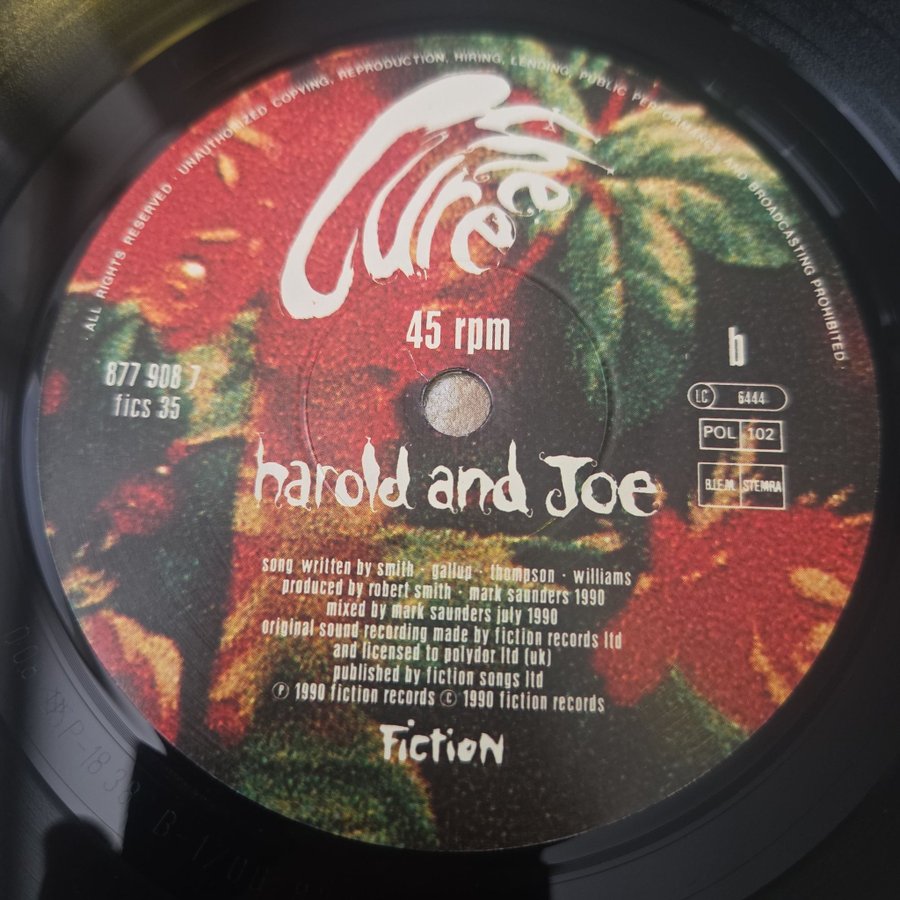 ALL RIGHTS RESERVED · UNAUTHORIZED COPYING, REPRODUCTION, HIRING, LENDING, PUBLIC PERFORMANCE AND BROADCASTING PROHIBITED ·
the
Cure
45 rpm
877 908 7
fics 35
b
LC 6444
POL 102
B.I.E.M. STEMRA
harold and Joe
song written by smith · gallup · thompson · williams
produced by robert smith · mark saunders 1990
mixed by mark saunders july 1990
original sound recording made by fiction records ltd
and licensed to polydor ltd (uk)
published by fiction songs ltd
℗ 1990 fiction records © 1990 fiction records
Fiction